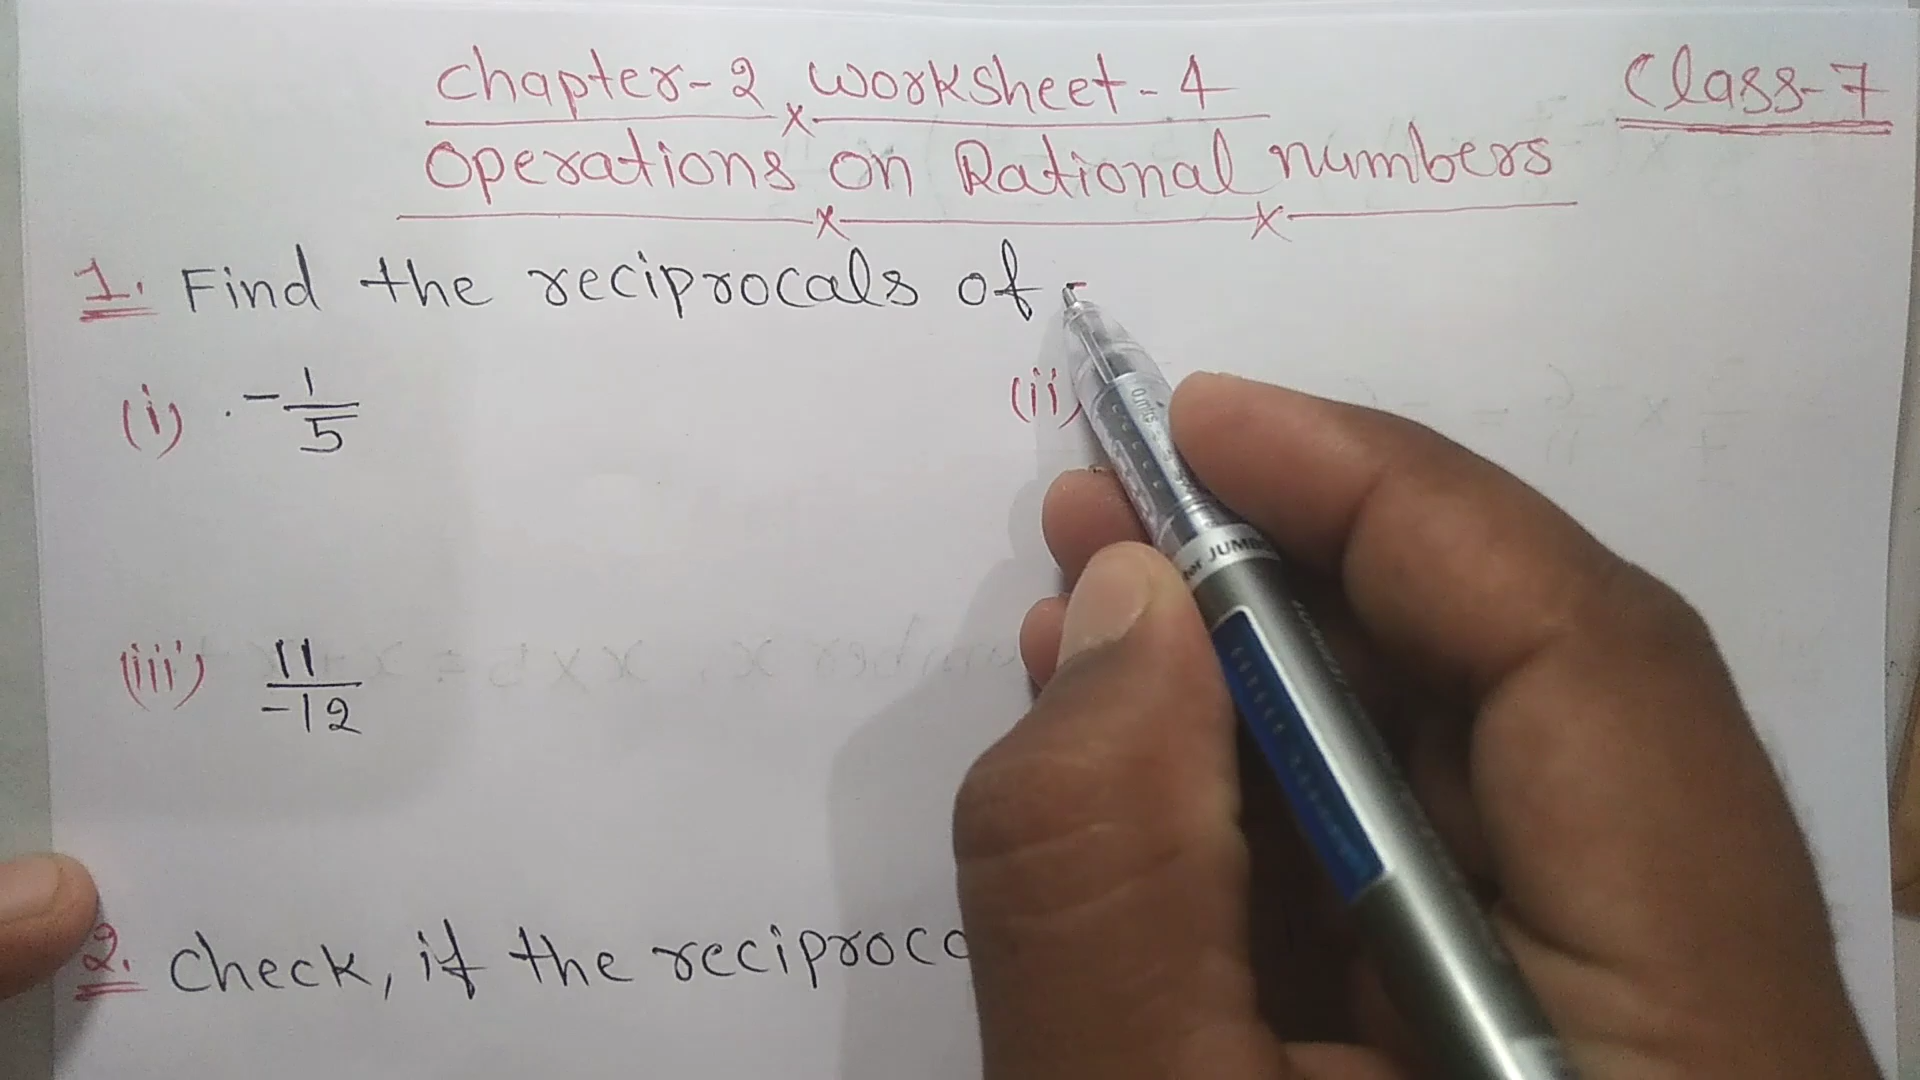 Chapter-2 Worksheet-4
Class-7
Operations on Rational numbers
1. Find the reciprocals of -
(i) -1/5
(ii)
(iii) 11/-12
2. Check, if the
JUMBO